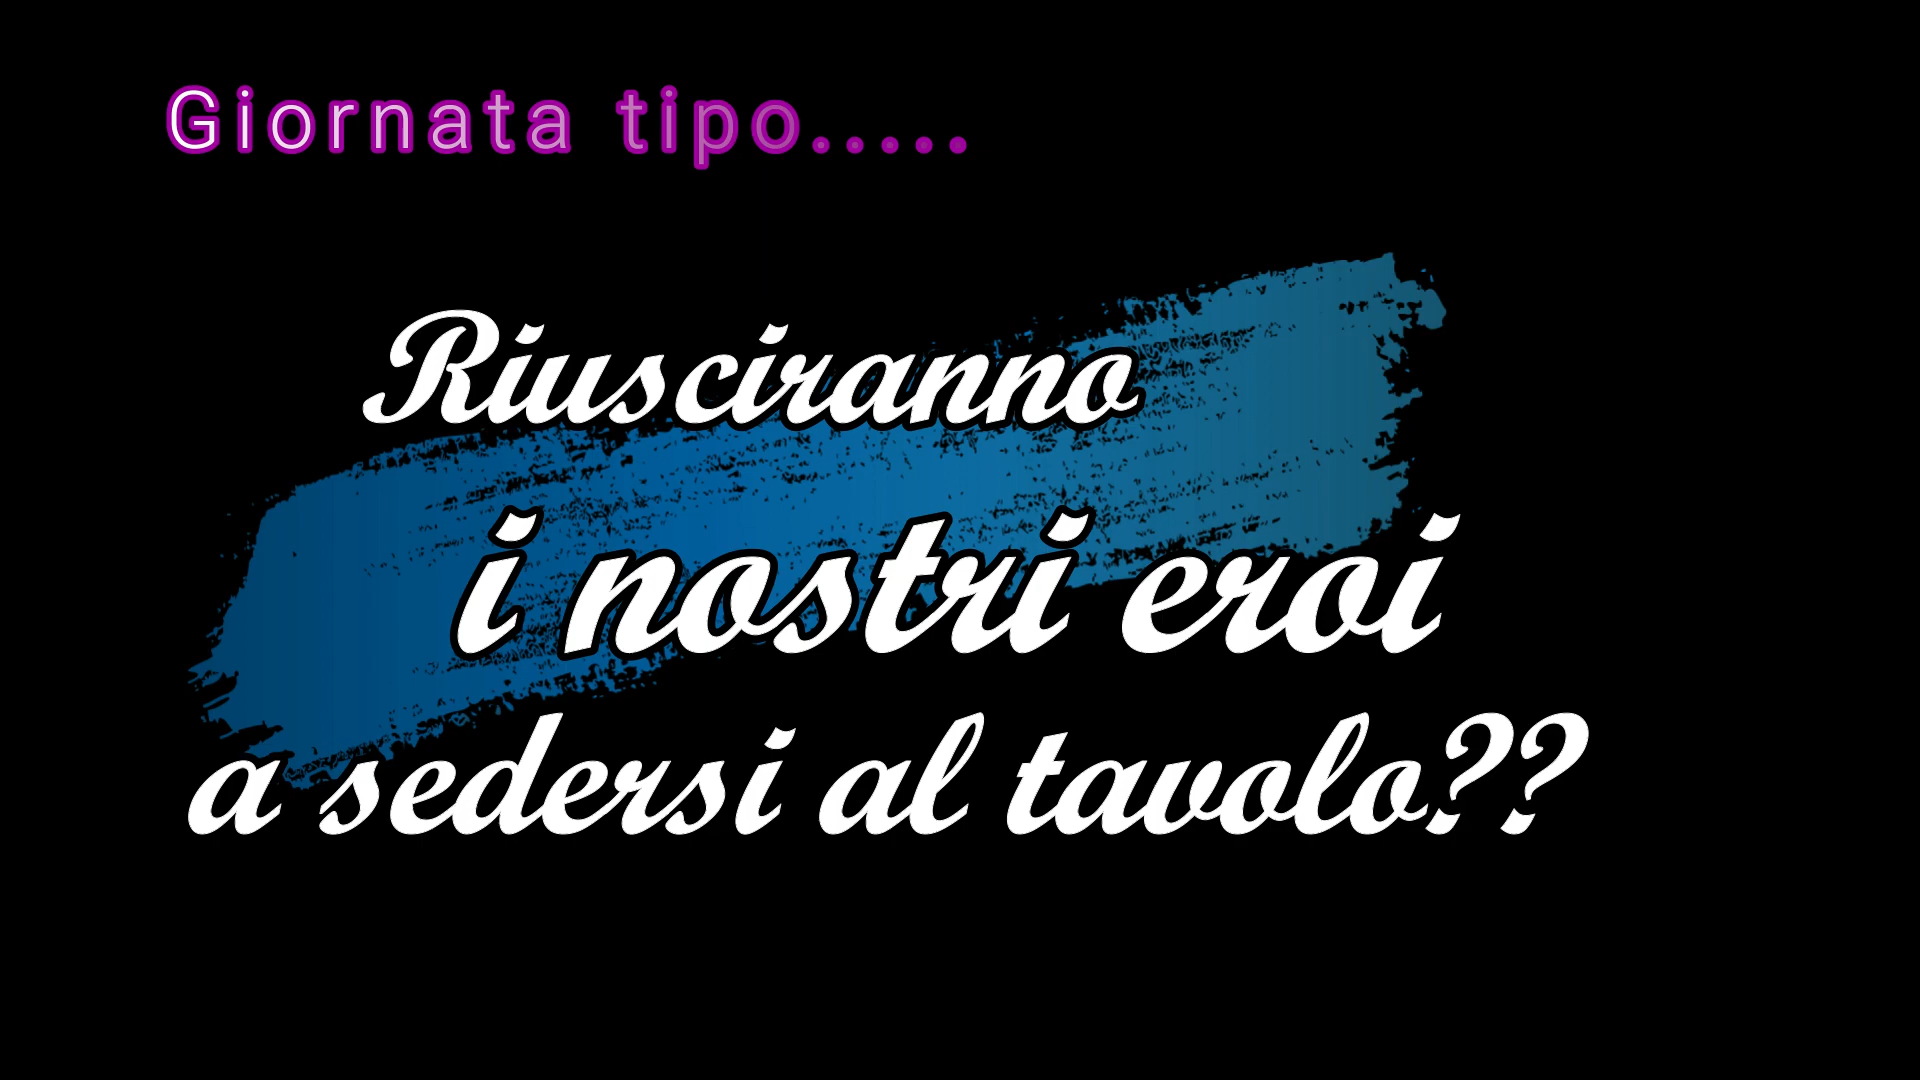 Giornata tipo.....
Riusciranno
i nostri eroi
a sedersi al tavolo??